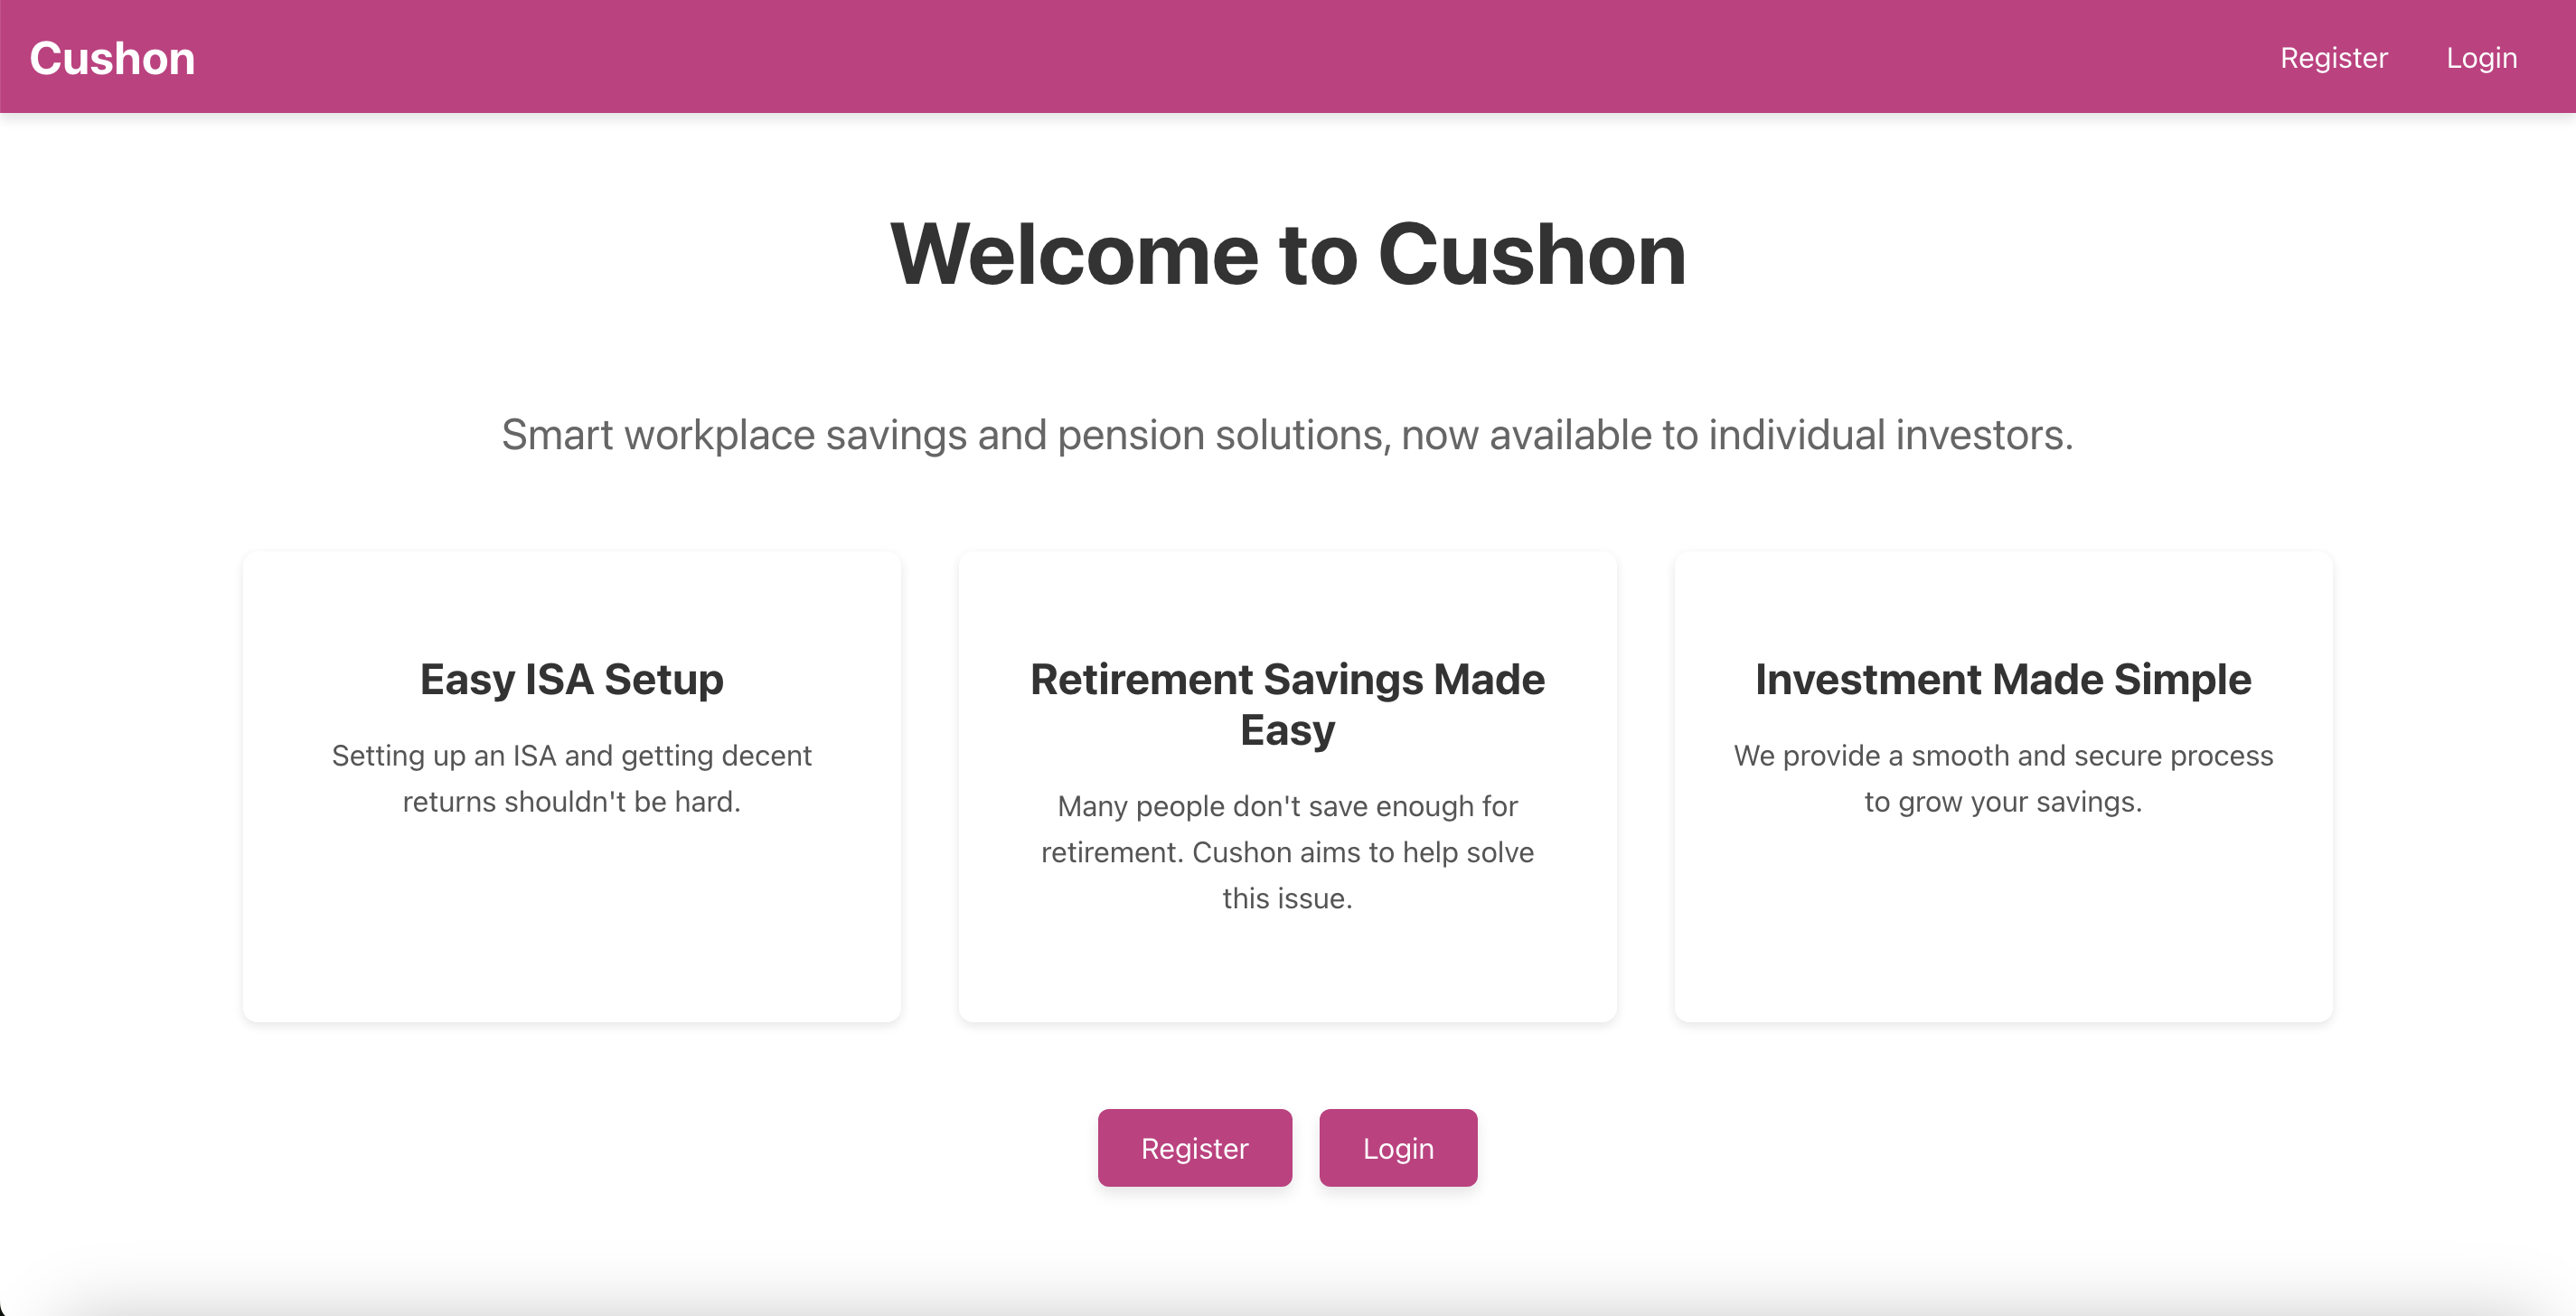 Cushon
Register
Login
Welcome to Cushon
Smart workplace savings and pension solutions, now available to individual investors.
Easy ISA Setup
Setting up an ISA and getting decent
returns shouldn't be hard.
Retirement Savings Made
Easy
Many people don't save enough for
retirement. Cushon aims to help solve
this issue.
Investment Made Simple
We provide a smooth and secure process
to grow your savings.
Register
Login